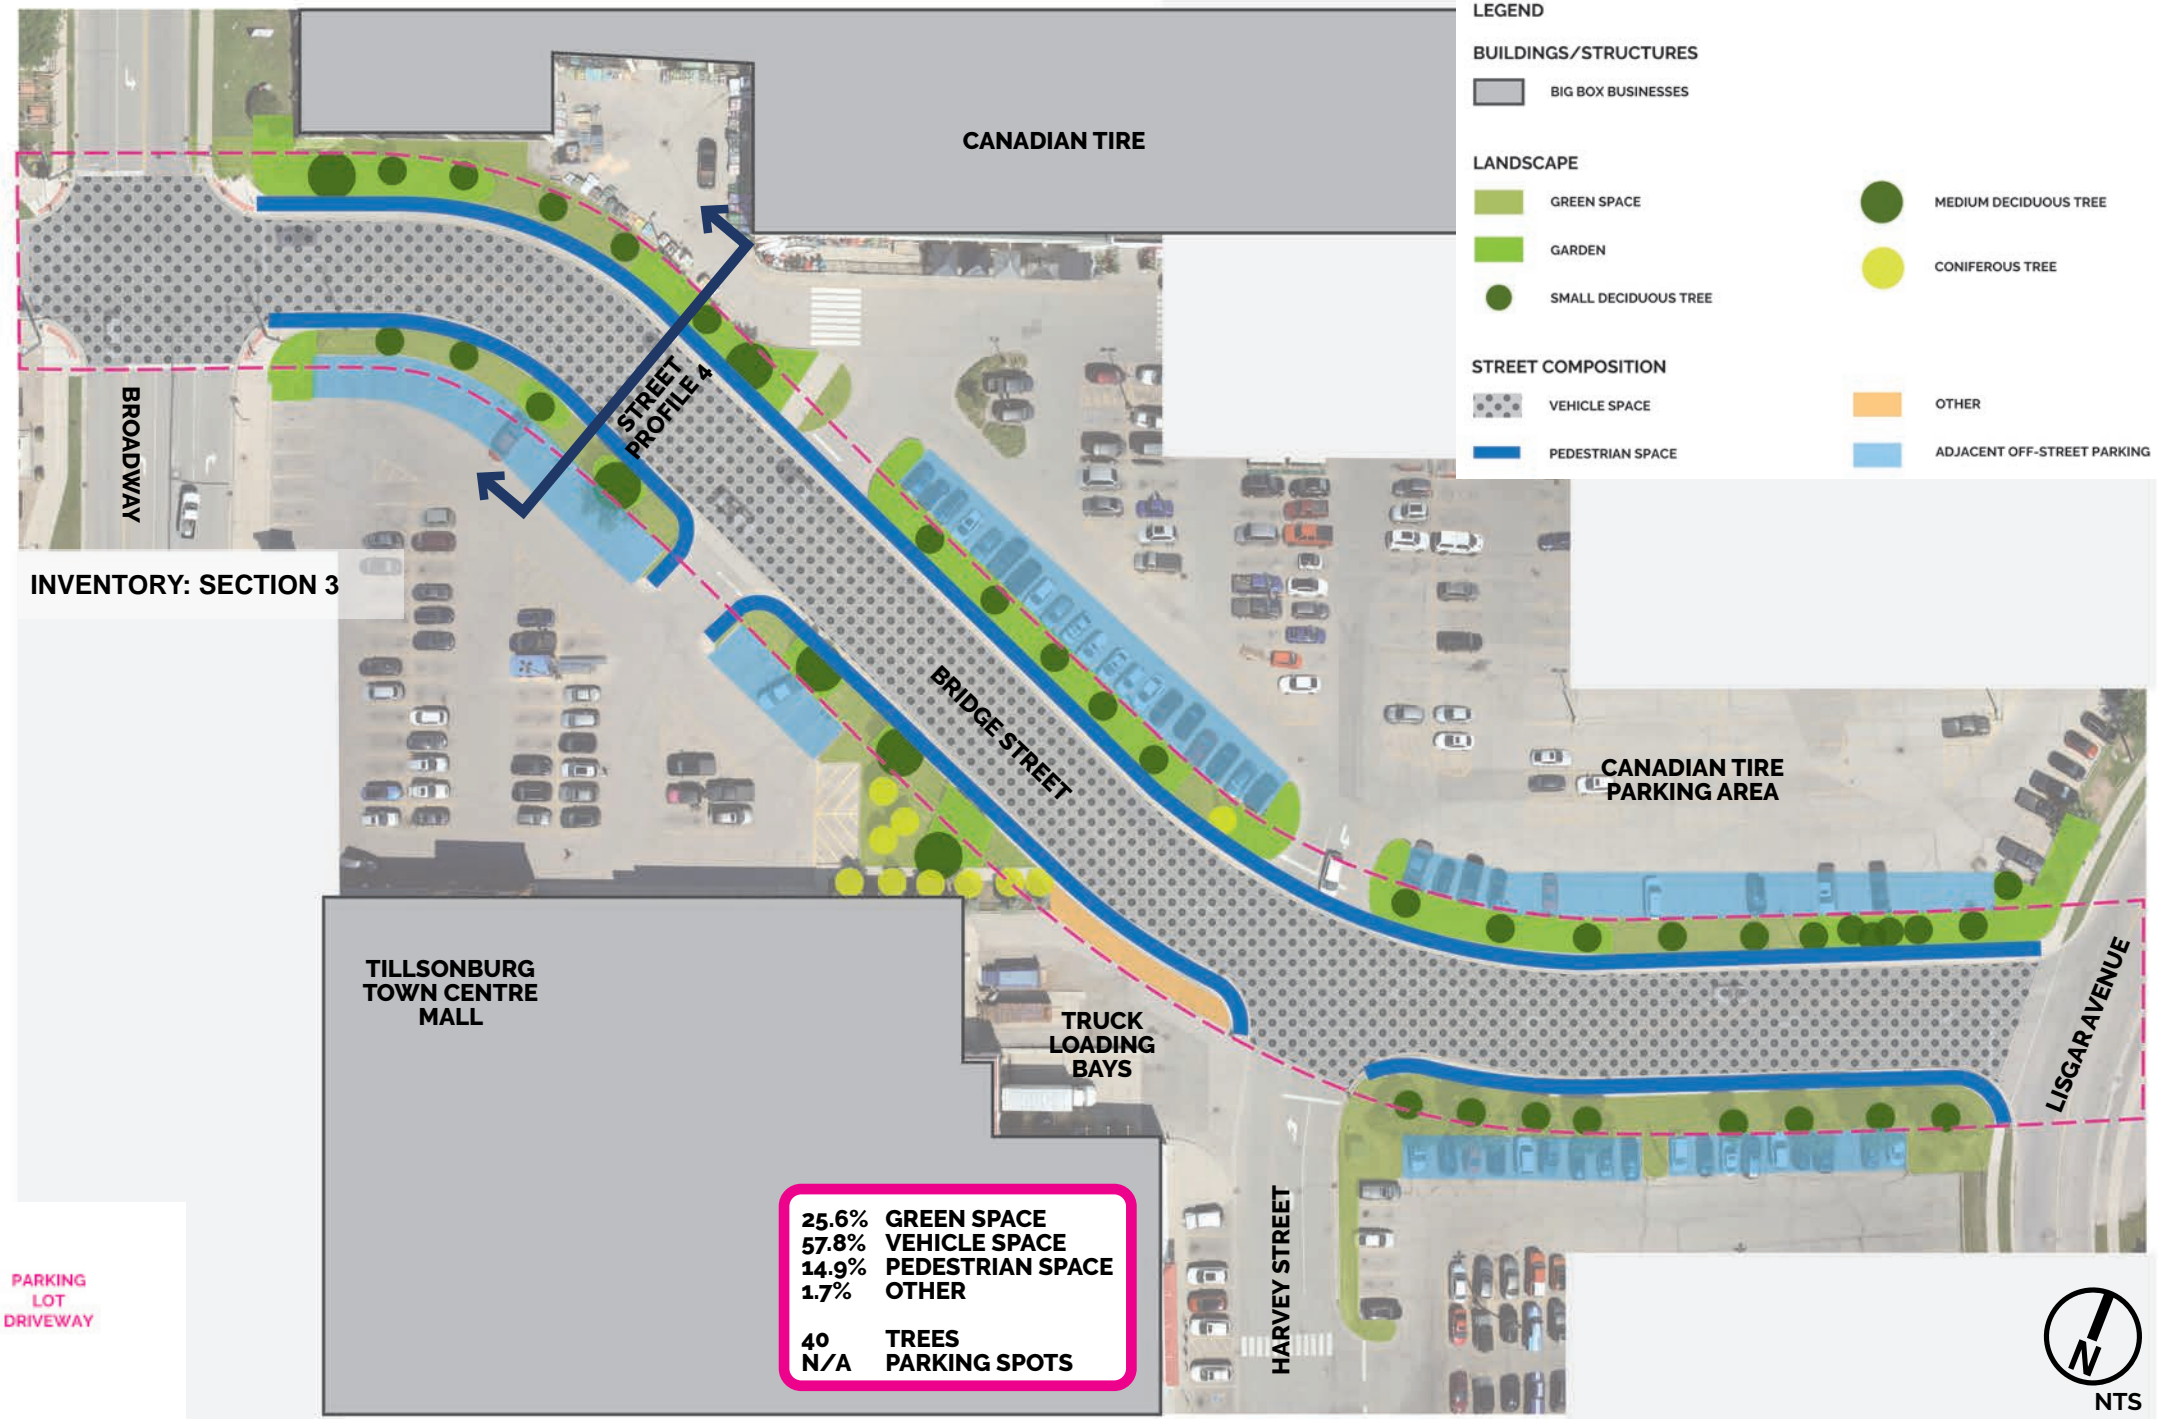 LEGEND
BUILDINGS/STRUCTURES
BIG BOX BUSINESSES
LANDSCAPE
GREEN SPACE
MEDIUM DECIDUOUS TREE
GARDEN
CONIFEROUS TREE
SMALL DECIDUOUS TREE
STREET COMPOSITION
VEHICLE SPACE
OTHER
PEDESTRIAN SPACE
ADJACENT OFF-STREET PARKING
CANADIAN TIRE
STREET
PROFILE 4
BROADWAY
INVENTORY: SECTION 3
BRIDGE STREET
CANADIAN TIRE
PARKING AREA
TILLSONBURG
TOWN CENTRE
MALL
TRUCK
LOADING
BAYS
LISGAR AVENUE
HARVEY STREET
25.6% GREEN SPACE
57.8% VEHICLE SPACE
14.9% PEDESTRIAN SPACE
1.7% OTHER
40 TREES
N/A PARKING SPOTS
PARKING
LOT
DRIVEWAY
N
NTS